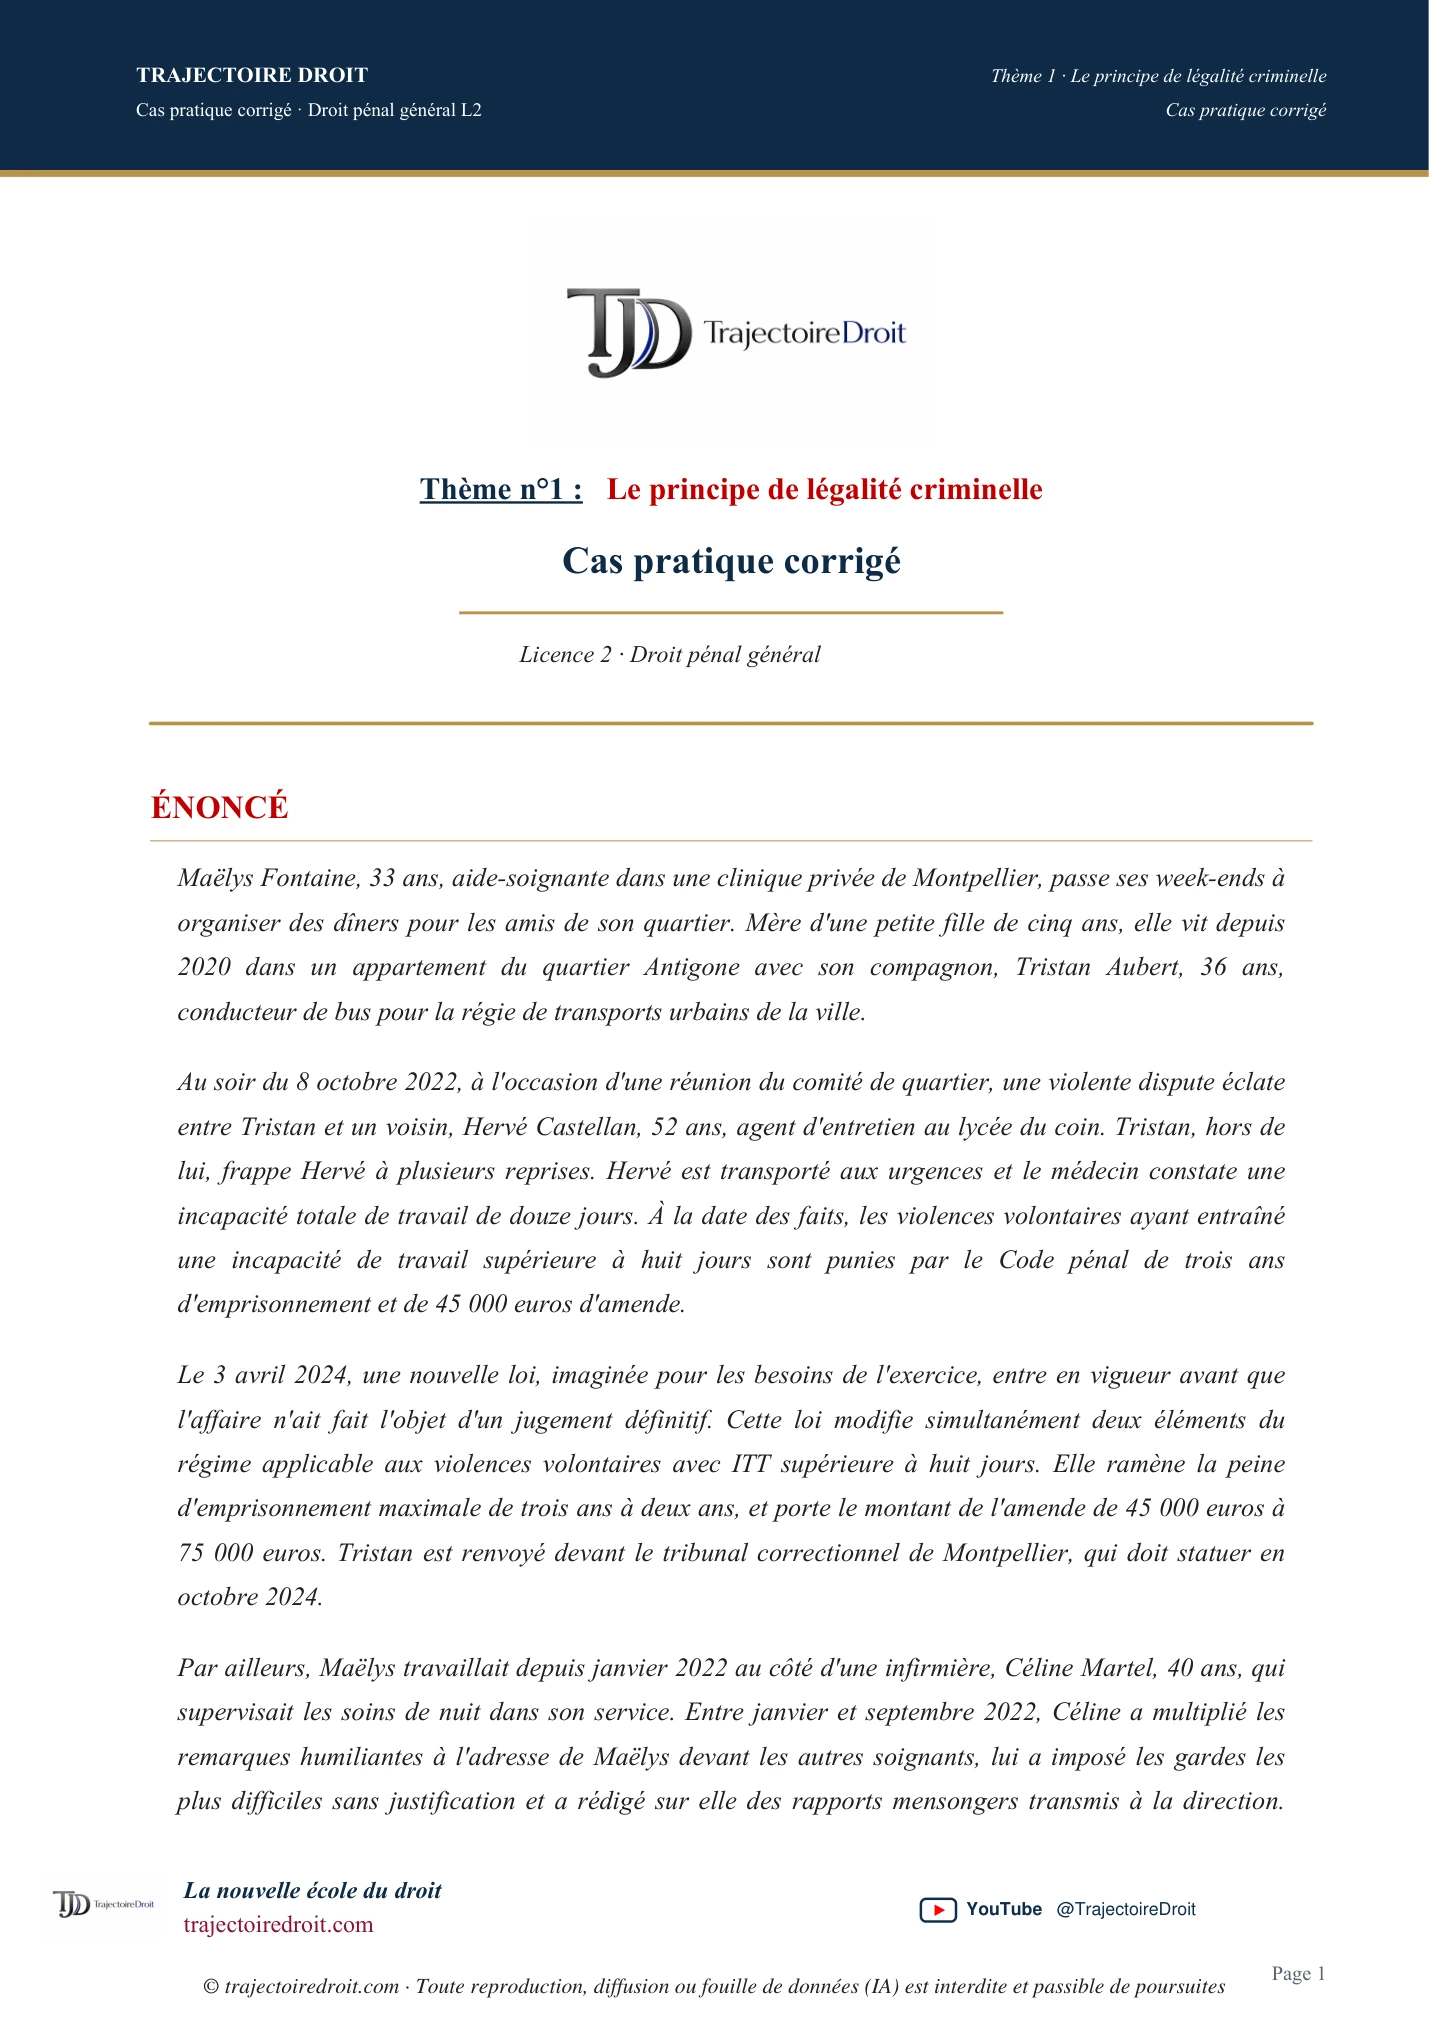 TRAJECTOIRE DROIT
Cas pratique corrigé · Droit pénal général L2
Thème 1 · Le principe de légalité criminelle
Cas pratique corrigé
TJD TrajectoireDroit
Thème n°1 : Le principe de légalité criminelle
Cas pratique corrigé
Licence 2 · Droit pénal général
ÉNONCÉ
Maëlys Fontaine, 33 ans, aide-soignante dans une clinique privée de Montpellier, passe ses week-ends à
organiser des dîners pour les amis de son quartier. Mère d'une petite fille de cinq ans, elle vit depuis
2020 dans un appartement du quartier Antigone avec son compagnon, Tristan Aubert, 36 ans,
conducteur de bus pour la régie de transports urbains de la ville.
Au soir du 8 octobre 2022, à l'occasion d'une réunion du comité de quartier, une violente dispute éclate
entre Tristan et un voisin, Hervé Castellan, 52 ans, agent d'entretien au lycée du coin. Tristan, hors de
lui, frappe Hervé à plusieurs reprises. Hervé est transporté aux urgences et le médecin constate une
incapacité totale de travail de douze jours. À la date des faits, les violences volontaires ayant entraîné
une incapacité de travail supérieure à huit jours sont punies par le Code pénal de trois ans
d'emprisonnement et de 45 000 euros d'amende.
Le 3 avril 2024, une nouvelle loi, imaginée pour les besoins de l'exercice, entre en vigueur avant que
l'affaire n'ait fait l'objet d'un jugement définitif. Cette loi modifie simultanément deux éléments du
régime applicable aux violences volontaires avec ITT supérieure à huit jours. Elle ramène la peine
d'emprisonnement maximale de trois ans à deux ans, et porte le montant de l'amende de 45 000 euros à
75 000 euros. Tristan est renvoyé devant le tribunal correctionnel de Montpellier, qui doit statuer en
octobre 2024.
Par ailleurs, Maëlys travaillait depuis janvier 2022 au côté d'une infirmière, Céline Martel, 40 ans, qui
supervisait les soins de nuit dans son service. Entre janvier et septembre 2022, Céline a multiplié les
remarques humiliantes à l'adresse de Maëlys devant les autres soignants, lui a imposé les gardes les
plus difficiles sans justification et a rédigé sur elle des rapports mensongers transmis à la direction.
TJD TrajectoireDroit
La nouvelle école du droit
trajectoiredroit.com
YouTube @TrajectoireDroit
© trajectoiredroit.com · Toute reproduction, diffusion ou fouille de données (IA) est interdite et passible de poursuites
Page 1